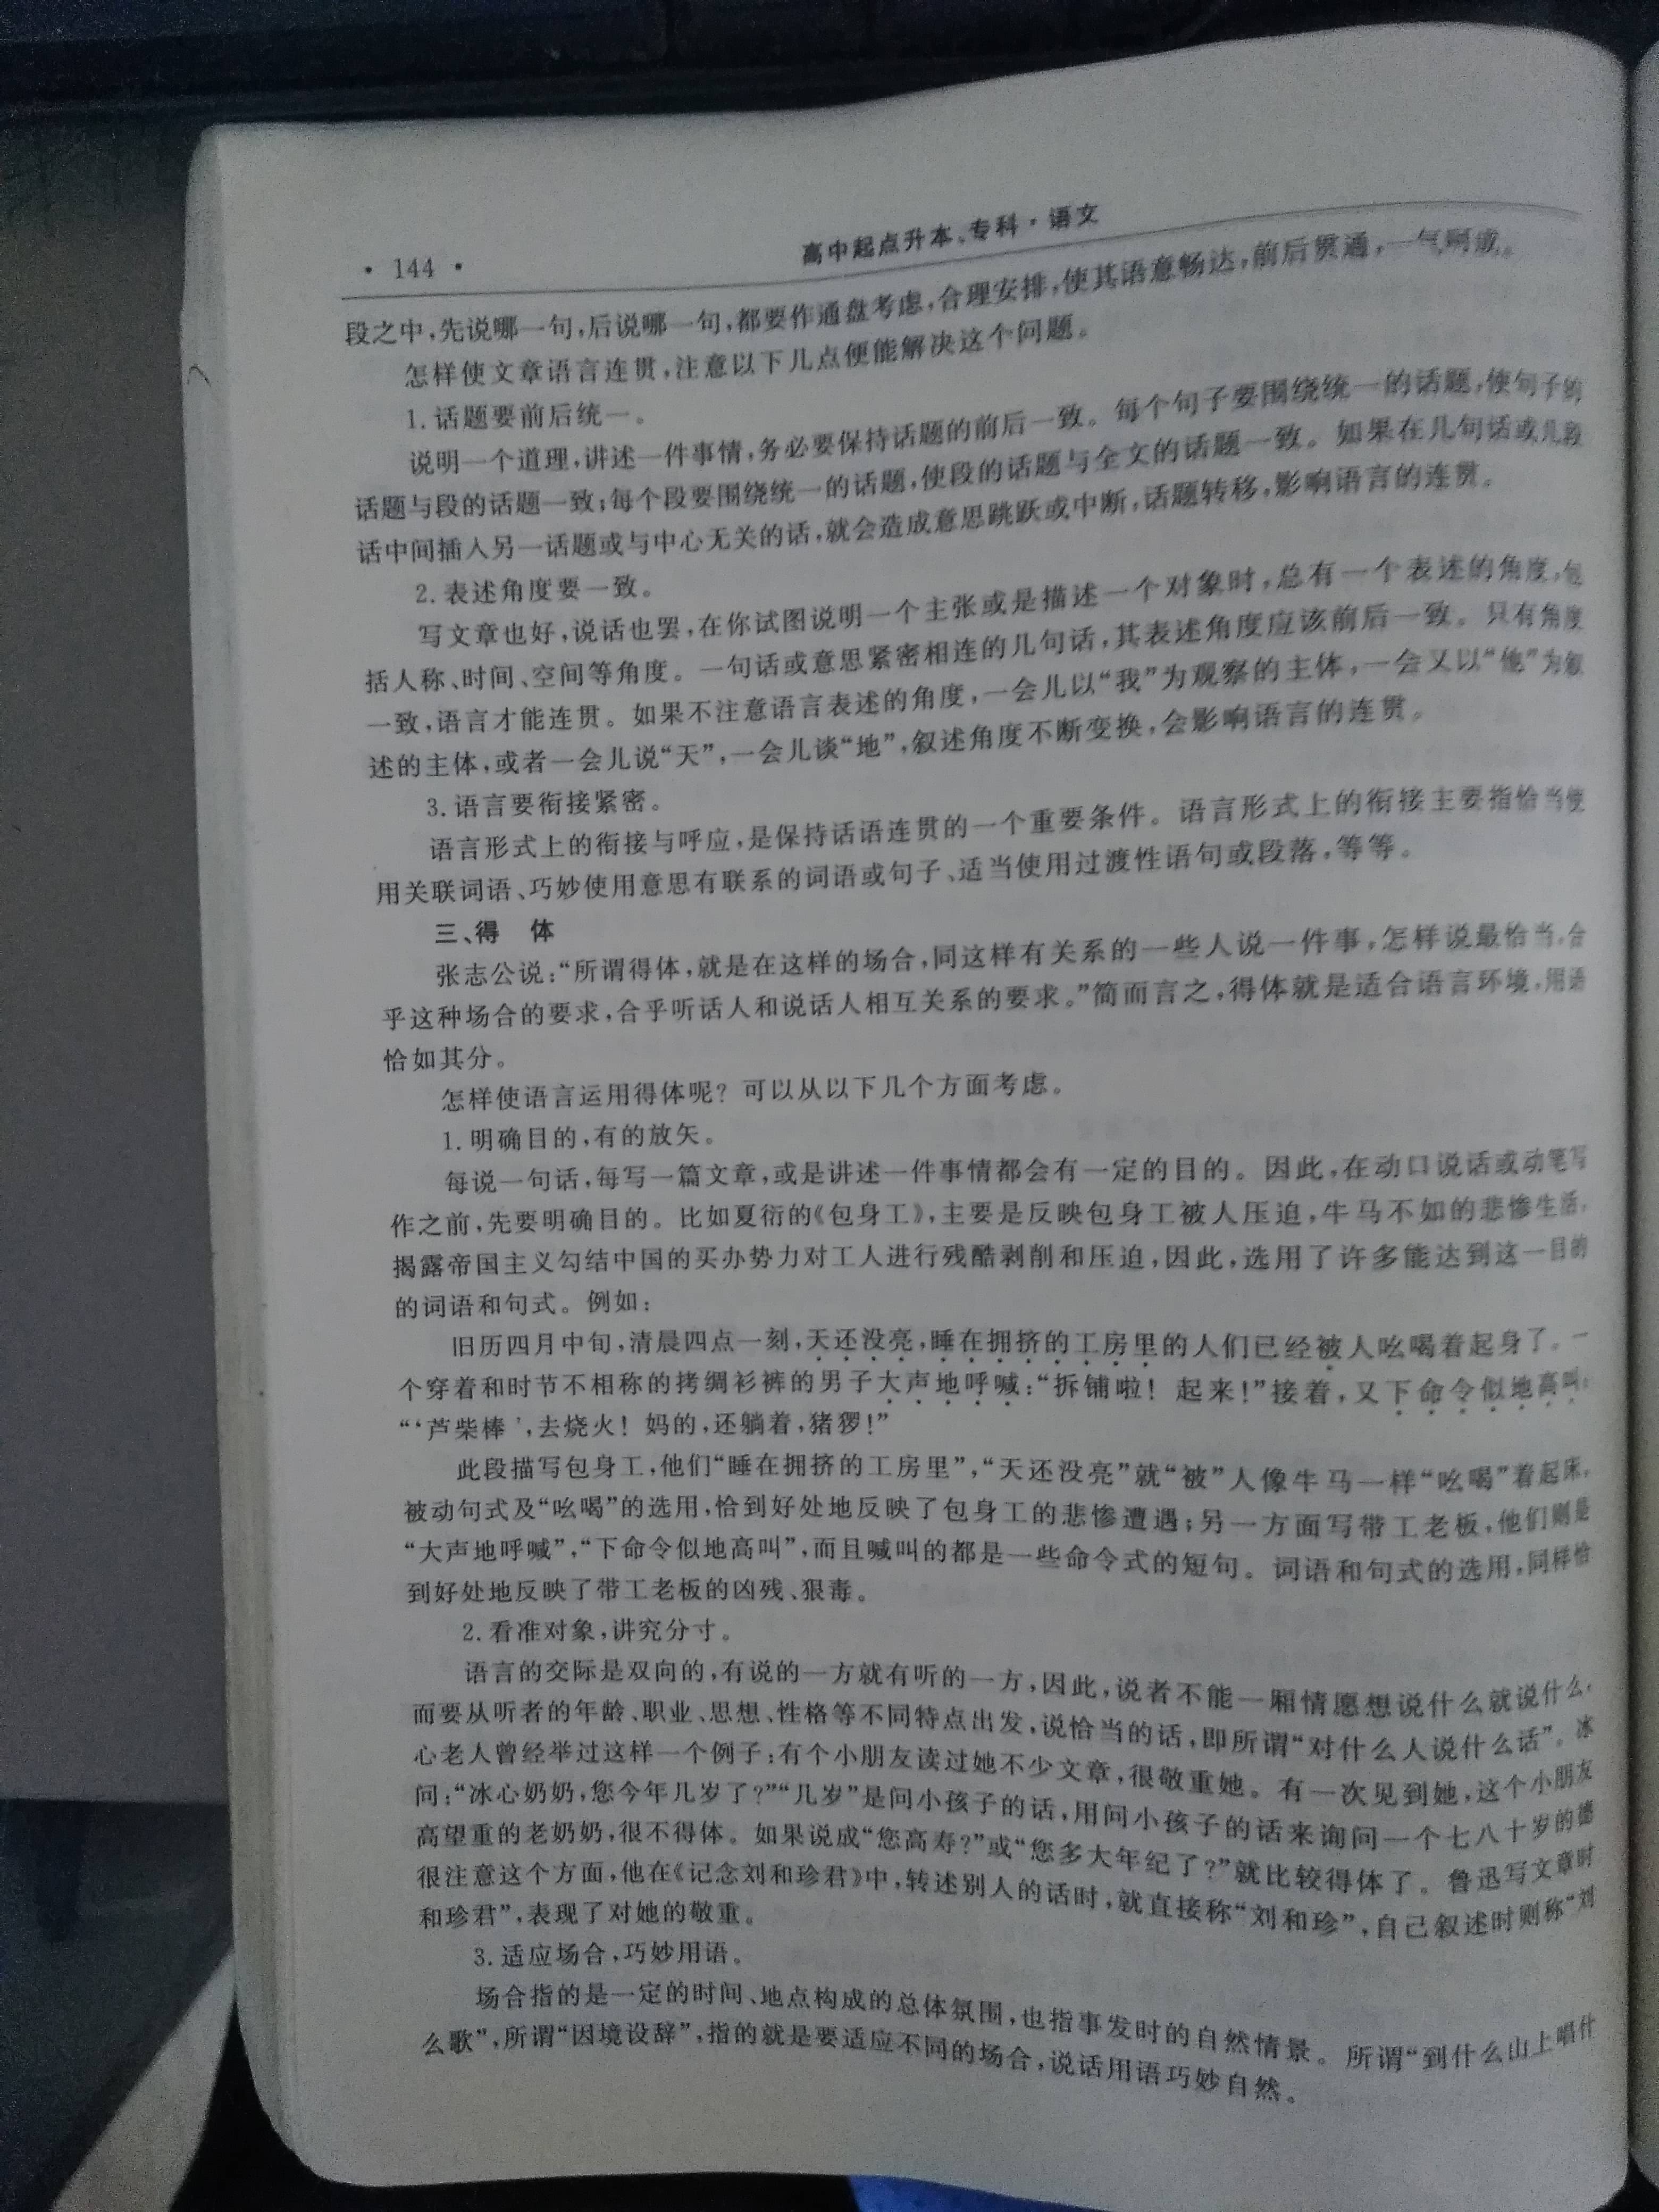 · 144 ·
高中起点升本、专科·语文
段之中,先说哪一句,后说哪一句,都要作通盘考虑,合理安排,使其语意畅达,前后贯通,一气呵成。
怎样使文章语言连贯,注意以下几点便能解决这个问题。
1. 话题要前后统一。
说明一个道理,讲述一件事情,务必要保持话题的前后一致。每个句子要围绕统一的话题,使句子的
话题与段的话题一致;每个段要围绕统一的话题,使段的话题与全文的话题一致。如果在几句话或几段
话中间插入另一话题或与中心无关的话,就会造成意思跳跃或中断,话题转移,影响语言的连贯。
2. 表述角度要一致。
写文章也好,说话也罢,在你试图说明一个主张或是描述一个对象时,总有一个表述的角度,包
括人称、时间、空间等角度。一句话或意思紧密相连的几句话,其表述角度应该前后一致。只有角度
一致,语言才能连贯。如果不注意语言表述的角度,一会儿以“我”为观察的主体,一会又以“他”为叙
述的主体,或者一会儿说“天”,一会儿谈“地”,叙述角度不断变换,会影响语言的连贯。
3. 语言要衔接紧密。
语言形式上的衔接与呼应,是保持话语连贯的一个重要条件。语言形式上的衔接主要指恰当使
用关联词语、巧妙使用意思有联系的词语或句子、适当使用过渡性语句或段落,等等。
三、得 体
张志公说:“所谓得体,就是在这样的场合,同这样有关系的一些人说一件事,怎样说最恰当,合
乎这种场合的要求,合乎听话人和说话人相互关系的要求。”简而言之,得体就是适合语言环境,用语
恰如其分。
怎样使语言运用得体呢?可以从以下几个方面考虑。
1. 明确目的,有的放矢。
每说一句话,每写一篇文章,或是讲述一件事情都会有一定的目的。因此,在动口说话或动笔写
作之前,先要明确目的。比如夏衍的《包身工》,主要是反映包身工被人压迫,牛马不如的悲惨生活,
揭露帝国主义勾结中国的买办势力对工人进行残酷剥削和压迫,因此,选用了许多能达到这一目的
的词语和句式。例如:
旧历四月中旬,清晨四点一刻,天还没亮,睡在拥挤的工房里的人们已经被人吆喝着起身了。一
个穿着和时节不相称的拷绸衫裤的男子大声地呼喊:“拆铺啦!起来!”接着,又下命令似地高叫:
“‘芦柴棒’,去烧火!妈的,还躺着,猪猡!”
此段描写包身工,他们“睡在拥挤的工房里”,“天还没亮”就“被”人像牛马一样“吆喝”着起床,
被动句式及“吆喝”的选用,恰到好处地反映了包身工的悲惨遭遇;另一方面写带工老板,他们则是
“大声地呼喊”,“下命令似地高叫”,而且喊叫的都是一些命令式的短句。词语和句式的选用,同样恰
到好处地反映了带工老板的凶残、狠毒。
2. 看准对象,讲究分寸。
语言的交际是双向的,有说的一方就有听的一方,因此,说者不能一厢情愿想说什么就说什么,
而要从听者的年龄、职业、思想、性格等不同特点出发,说恰当的话,即所谓“对什么人说什么话”。冰
心老人曾经举过这样一个例子:有个小朋友读过她不少文章,很敬重她。有一次见到她,这个小朋友
问:“冰心奶奶,您今年几岁了?”“几岁”是问小孩子的话,用问小孩子的话来询问一个七八十岁的德
高望重的老奶奶,很不得体。如果说成“您高寿?”或“您多大年纪了?”就比较得体了。鲁迅写文章时
很注意这个方面,他在《记念刘和珍君》中,转述别人的话时,就直接称“刘和珍”,自己叙述时则称“刘
和珍君”,表现了对她的敬重。
3. 适应场合,巧妙用语。
场合指的是一定的时间、地点构成的总体氛围,也指事发时的自然情景。所谓“到什么山上唱什
么歌”,所谓“因境设辞”,指的就是要适应不同的场合,说话用语巧妙自然。